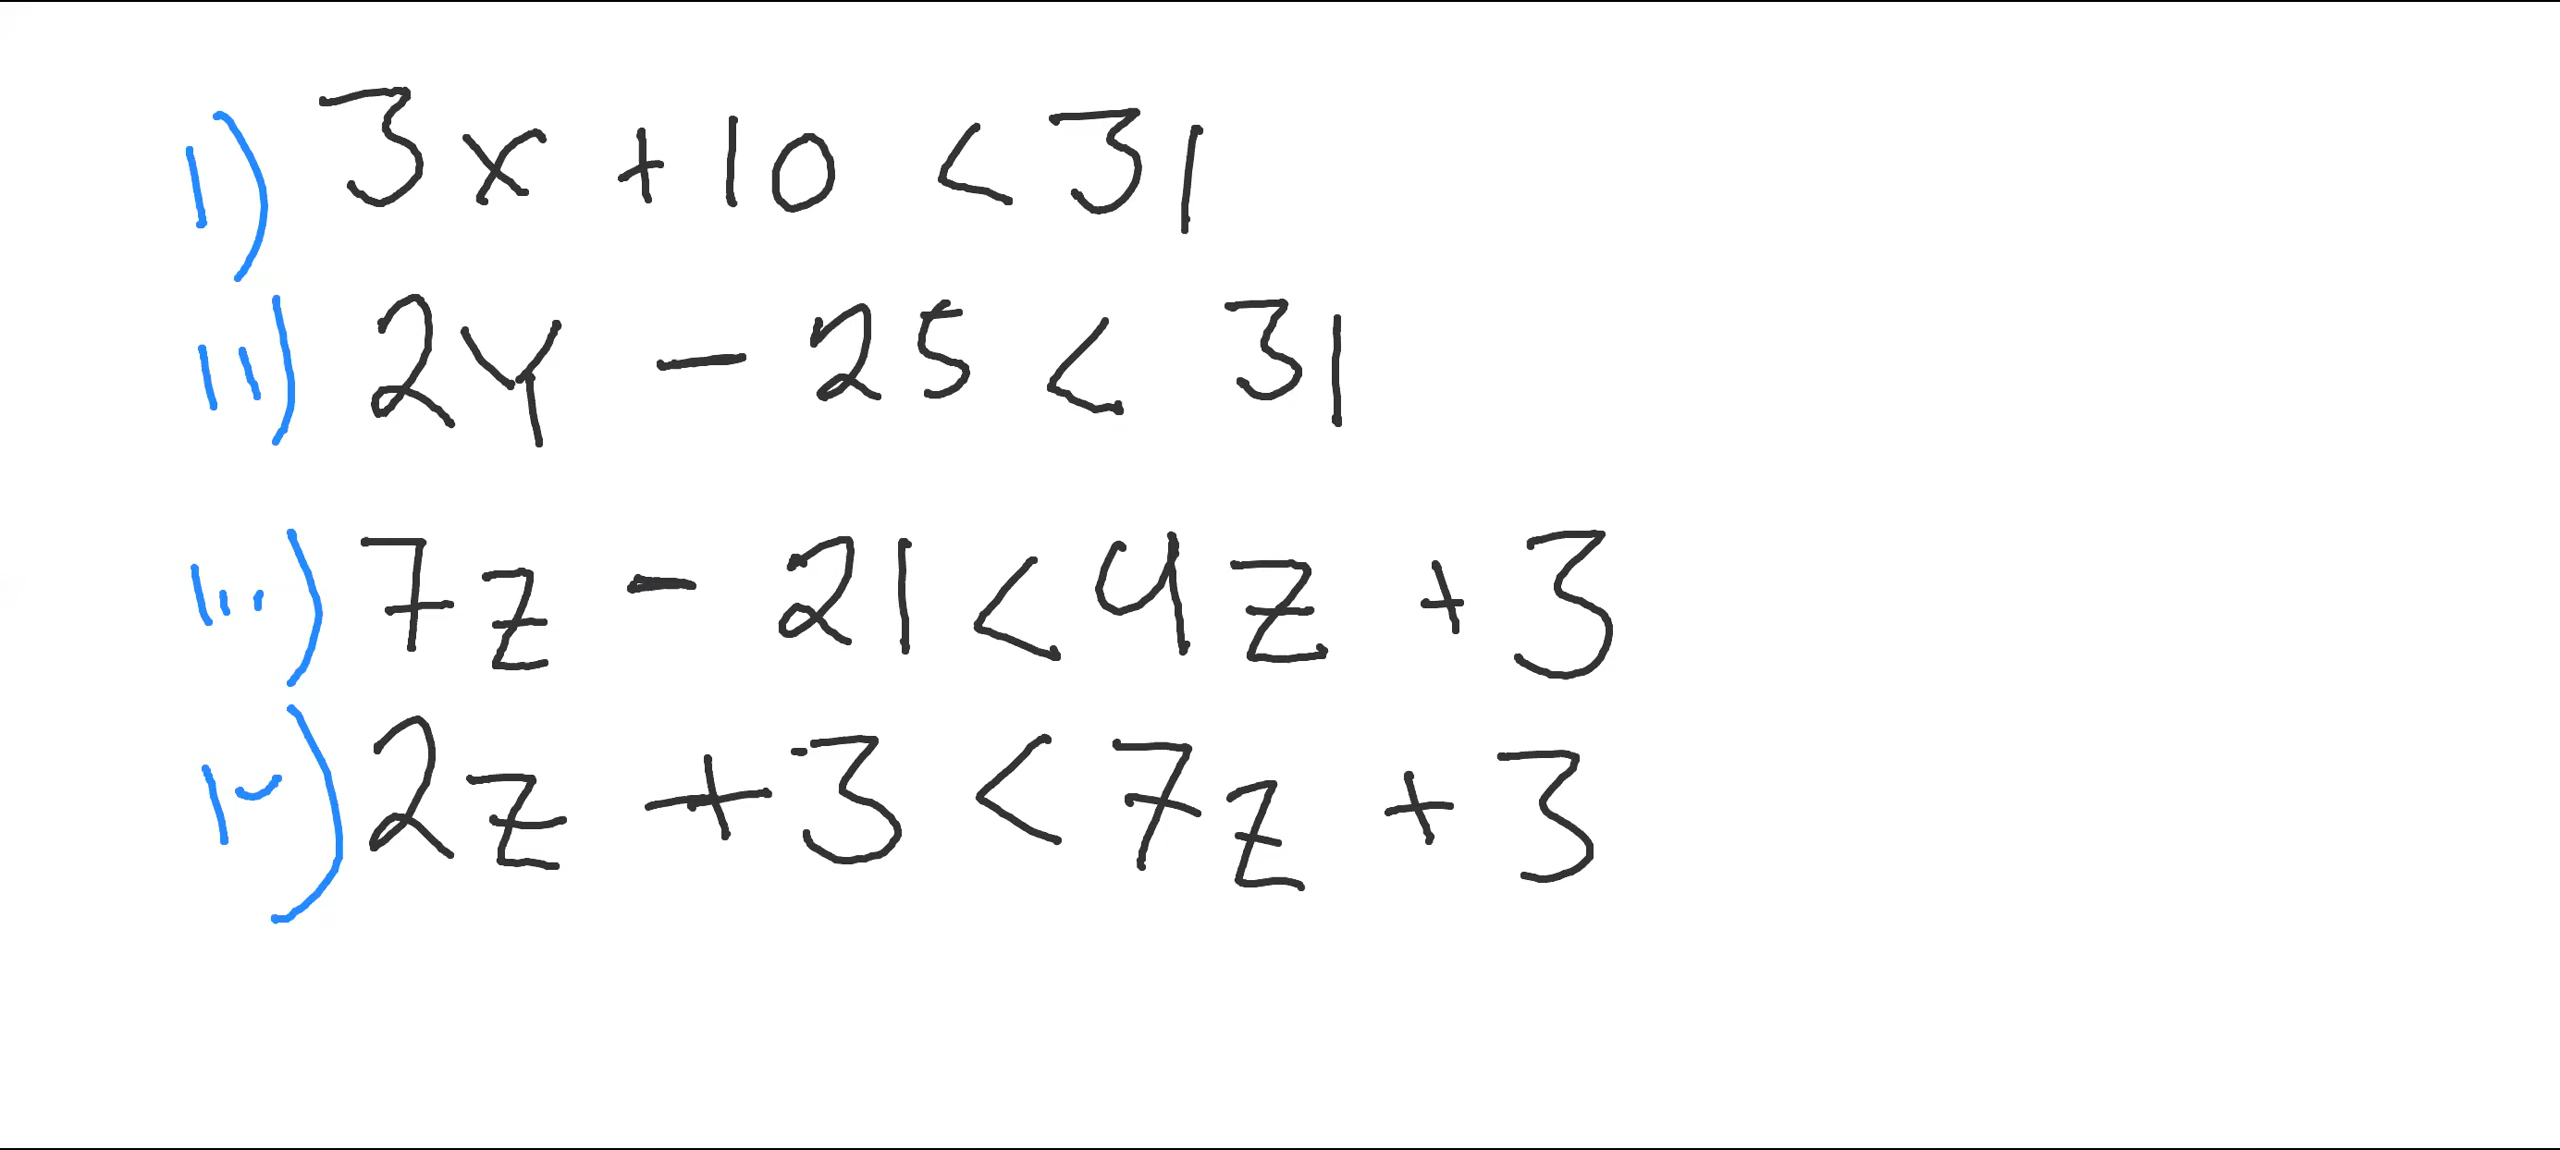 I) 3x + 10 < 31
II) 2y - 25 < 31
III) 7z - 21 < 4z + 3
IV) 2z + 3 < 7z + 3